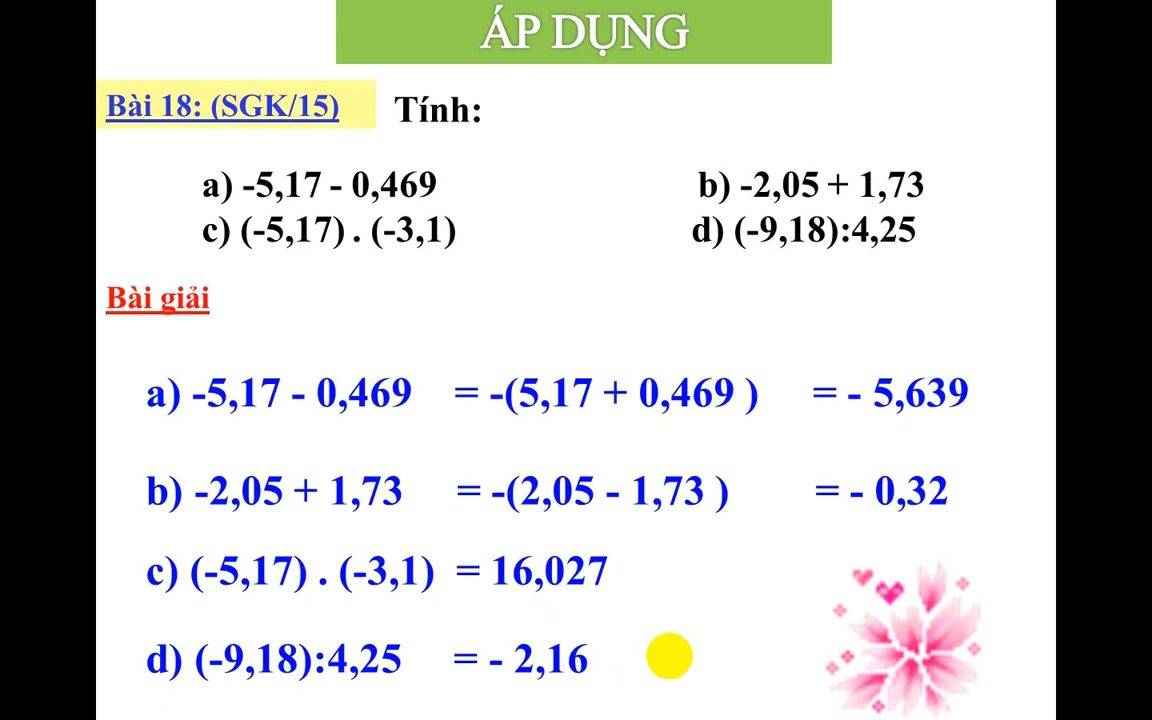 ÁP DỤNG
Bài 18: (SGK/15) Tính:
a) -5,17 - 0,469 b) -2,05 + 1,73
c) (-5,17) . (-3,1) d) (-9,18):4,25
Bài giải
a) -5,17 - 0,469 = -(5,17 + 0,469 ) = - 5,639
b) -2,05 + 1,73 = -(2,05 - 1,73 ) = - 0,32
c) (-5,17) . (-3,1) = 16,027
d) (-9,18):4,25 = - 2,16